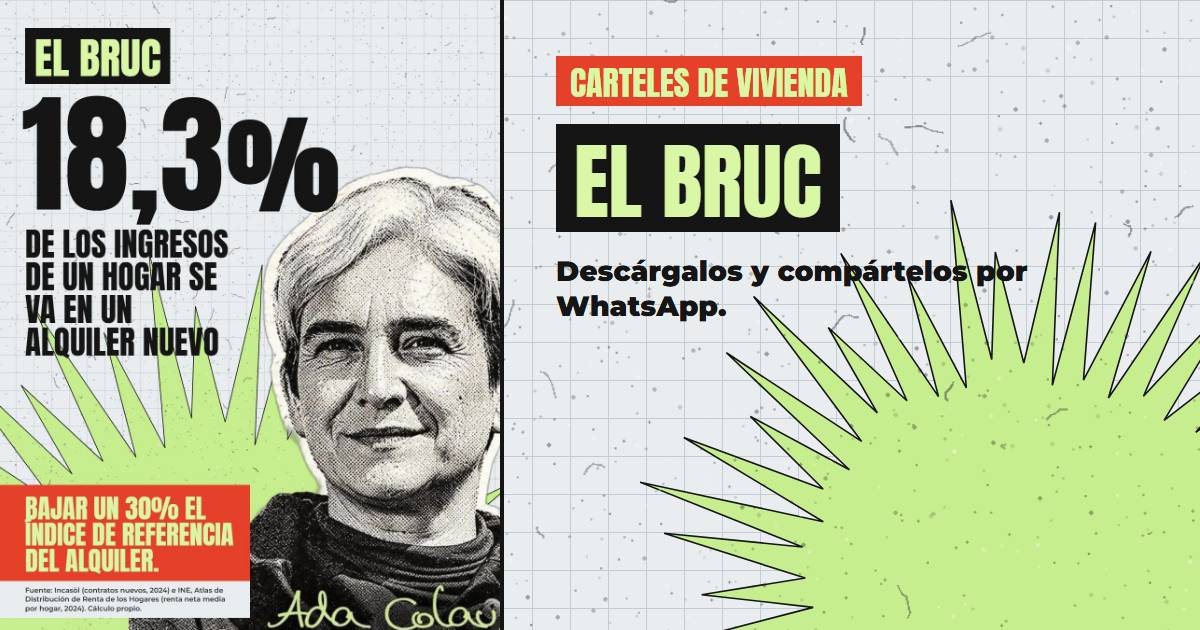 EL BRUC
18,3%
DE LOS INGRESOS
DE UN HOGAR SE
VA EN UN
ALQUILER NUEVO
BAJAR UN 30% EL
ÍNDICE DE REFERENCIA
DEL ALQUILER.
Fuente: Incasòl (contratos nuevos, 2024) e INE, Atlas de
Distribución de Renta de los Hogares (renta neta media
por hogar, 2024). Cálculo propio.
Ada Colau
CARTELES DE VIVIENDA
EL BRUC
Descárgalos y compártelos por
WhatsApp.